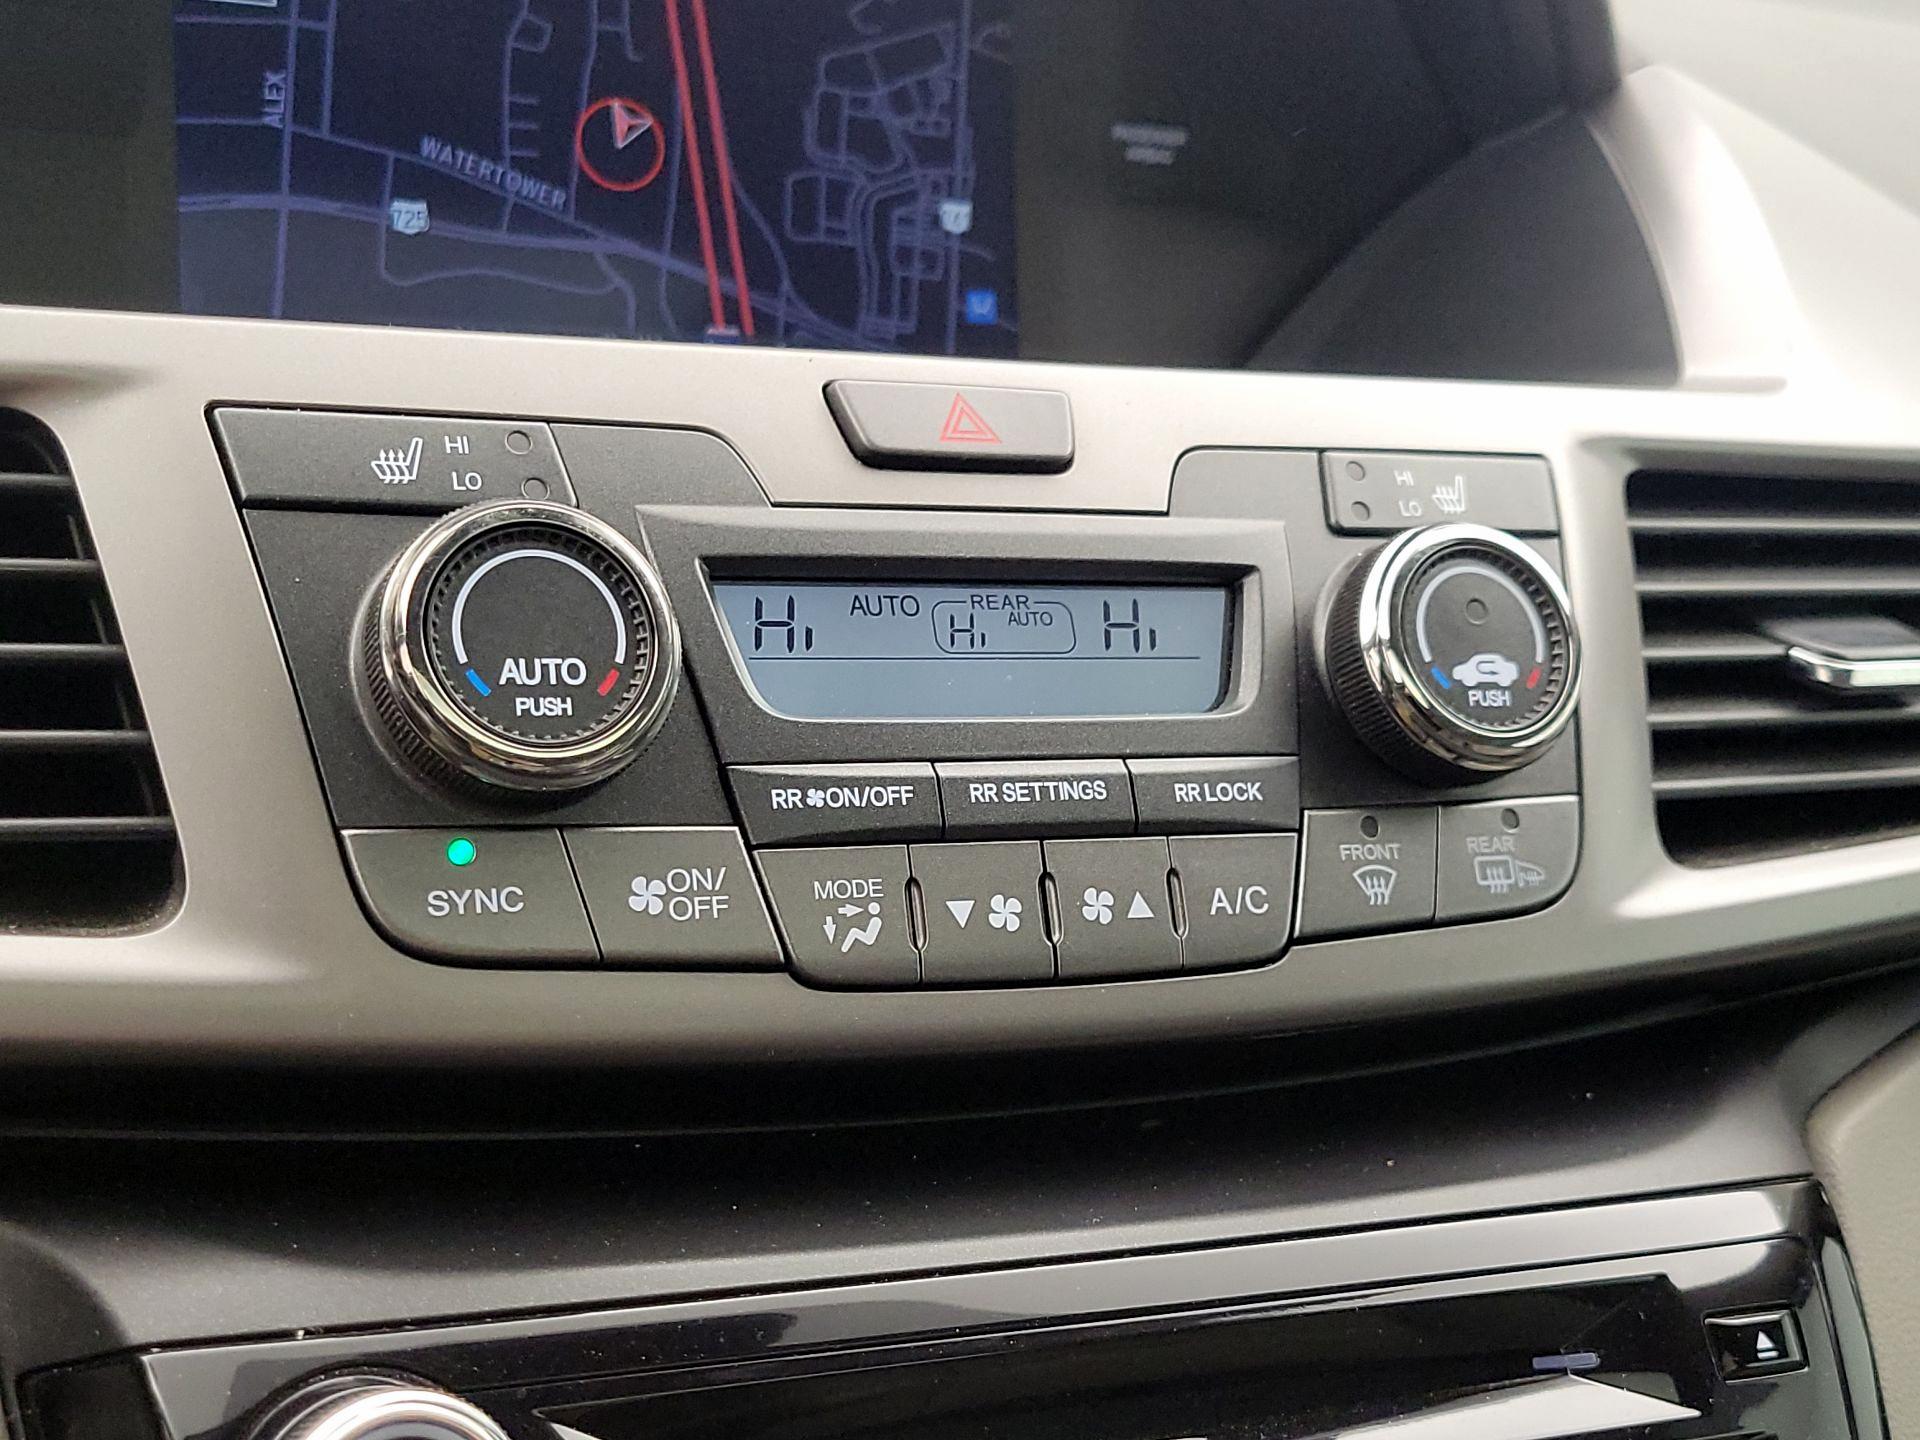 ALEX
WATERTOWER
725
HI
LO
HI
LO
Hi AUTO REAR Hi AUTO Hi
AUTO
PUSH
PUSH
RR ON/OFF RR SETTINGS RR LOCK
SYNC
ON/
OFF
MODE
A/C
FRONT
REAR